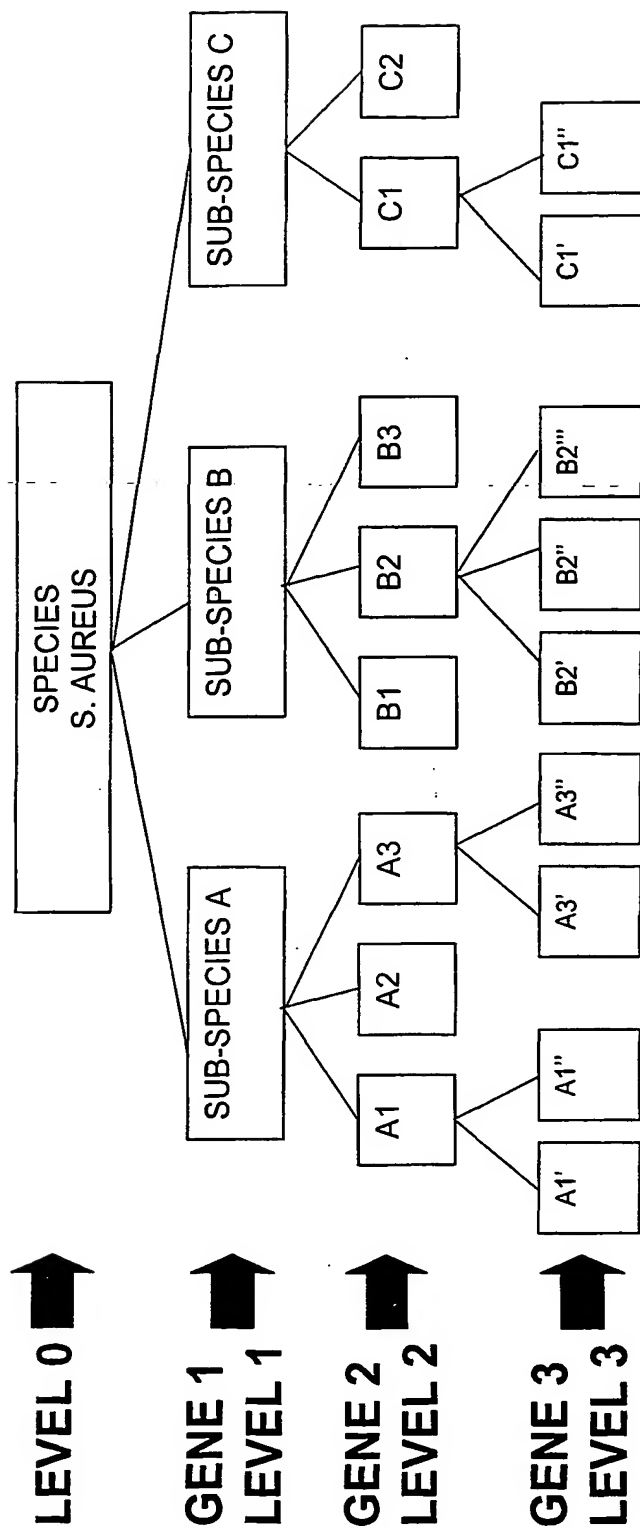 LEVEL 0
SPECIES
S. AUREUS
GENE 1
LEVEL 1
SUB-SPECIES A
SUB-SPECIES B
SUB-SPECIES C
GENE 2
LEVEL 2
A1
A2
A3
B1
B2
B3
C1
C2
GENE 3
LEVEL 3
A1'
A1"
A3'
A3"
B2'
B2"
B2'"
C1'
C1"